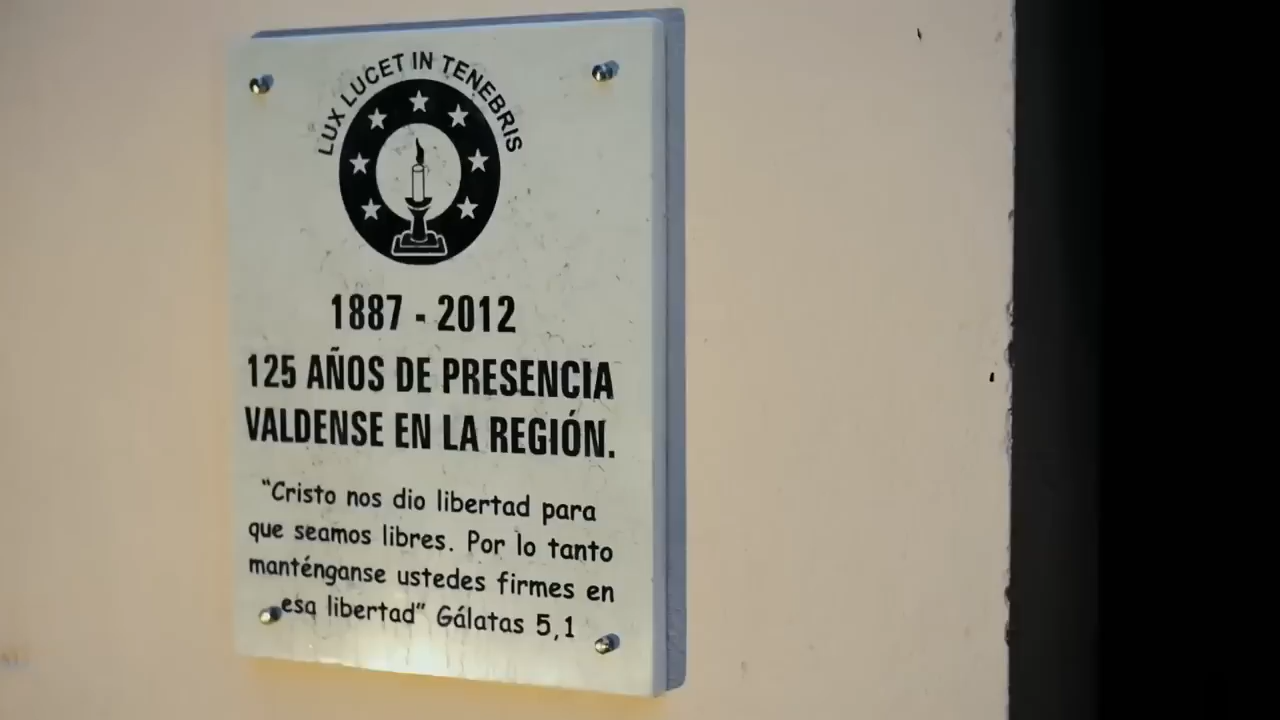 LUX LUCET IN TENEBRIS
1887 - 2012
125 AÑOS DE PRESENCIA
VALDENSE EN LA REGIÓN.
“Cristo nos dio libertad para
que seamos libres. Por lo tanto
manténganse ustedes firmes en
esa libertad” Gálatas 5,1